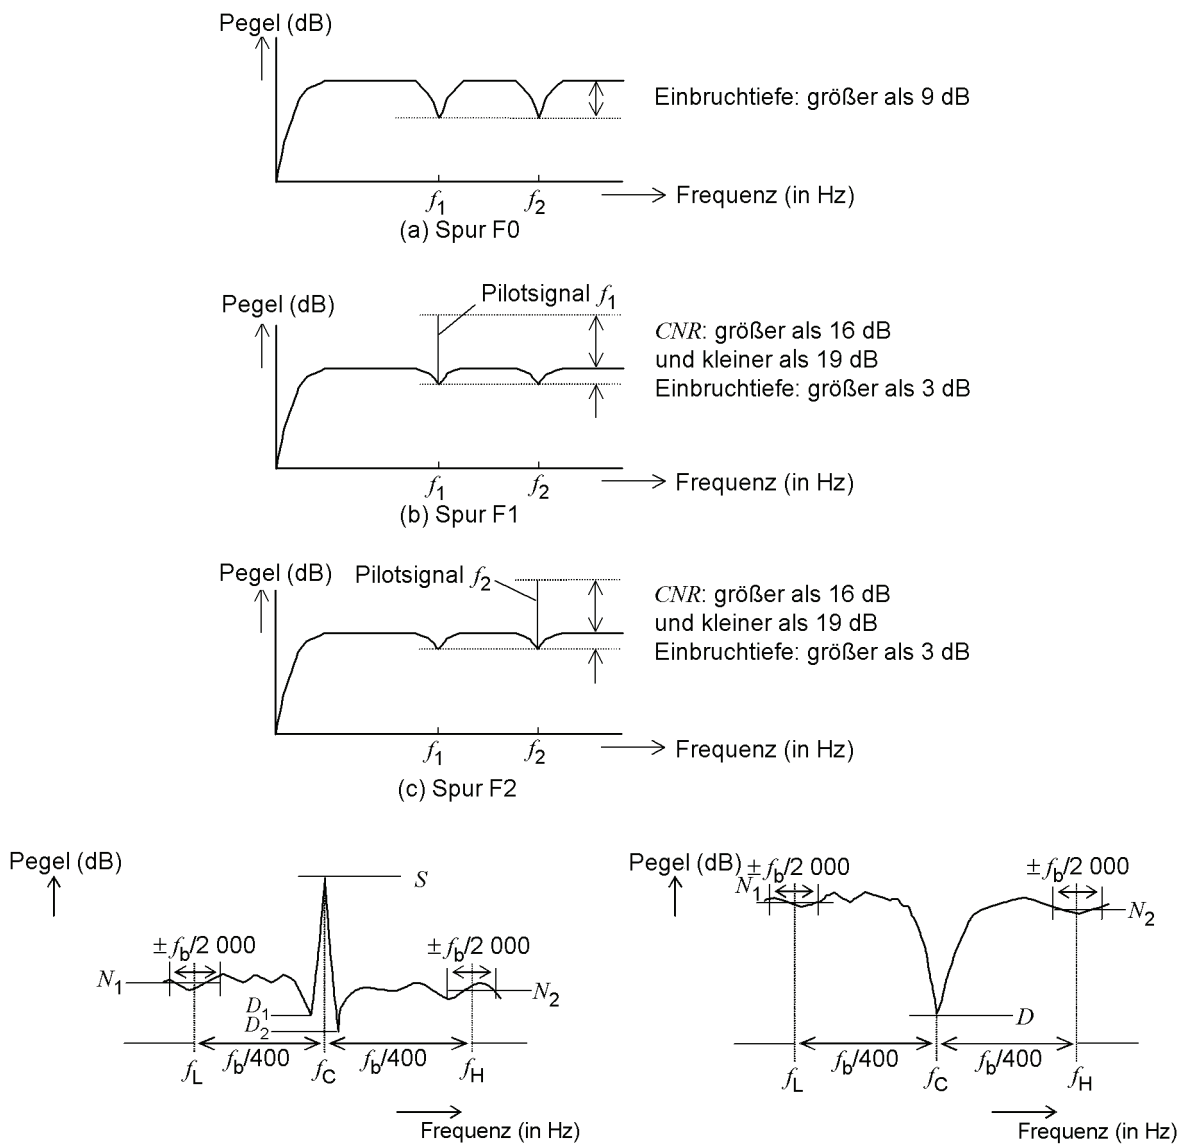 Pegel (dB)
Einbruchtiefe: größer als 9 dB
f1 f2
Frequenz (in Hz)
(a) Spur F0
Pilotsignal f1
Pegel (dB)
CNR: größer als 16 dB
und kleiner als 19 dB
Einbruchtiefe: größer als 3 dB
f1 f2
Frequenz (in Hz)
(b) Spur F1
Pegel (dB)
Pilotsignal f2
CNR: größer als 16 dB
und kleiner als 19 dB
Einbruchtiefe: größer als 3 dB
f1 f2
Frequenz (in Hz)
(c) Spur F2
Pegel (dB)
S
± fb/2 000
± fb/2 000
N1
N2
D1
D2
fb/400
fb/400
fL fC fH
Frequenz (in Hz)
Pegel (dB)
± fb/2 000
± fb/2 000
N1
N2
D
fb/400
fb/400
fL fC fH
Frequenz (in Hz)